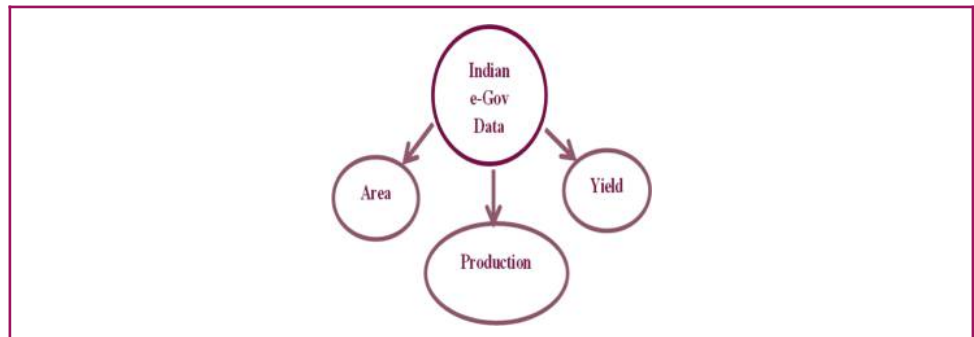 Indian
e-Gov
Data
Area
Yield
Production